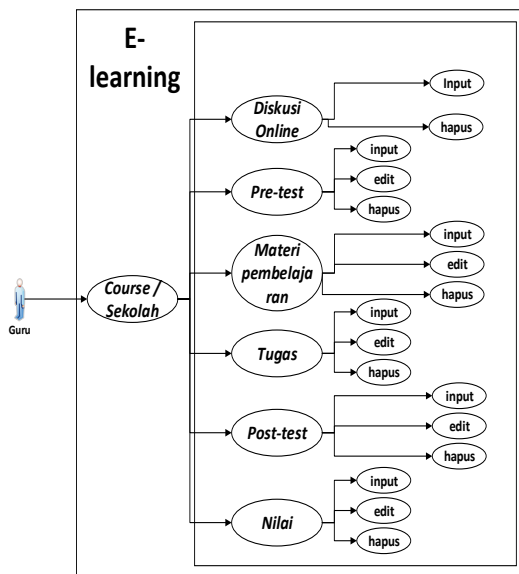 E-
learning
Diskusi
Online
Input
hapus
Pre-test
input
edit
hapus
Guru
Course /
Sekolah
Materi
pembelaja
ran
input
edit
hapus
Tugas
input
edit
hapus
Post-test
input
edit
hapus
Nilai
input
edit
hapus